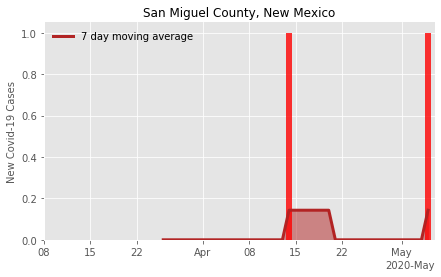 San Miguel County, New Mexico
7 day moving average
New Covid-19 Cases
1.0
0.8
0.6
0.4
0.2
0.0
08 15 22 Apr 08 15 22 May
2020-May